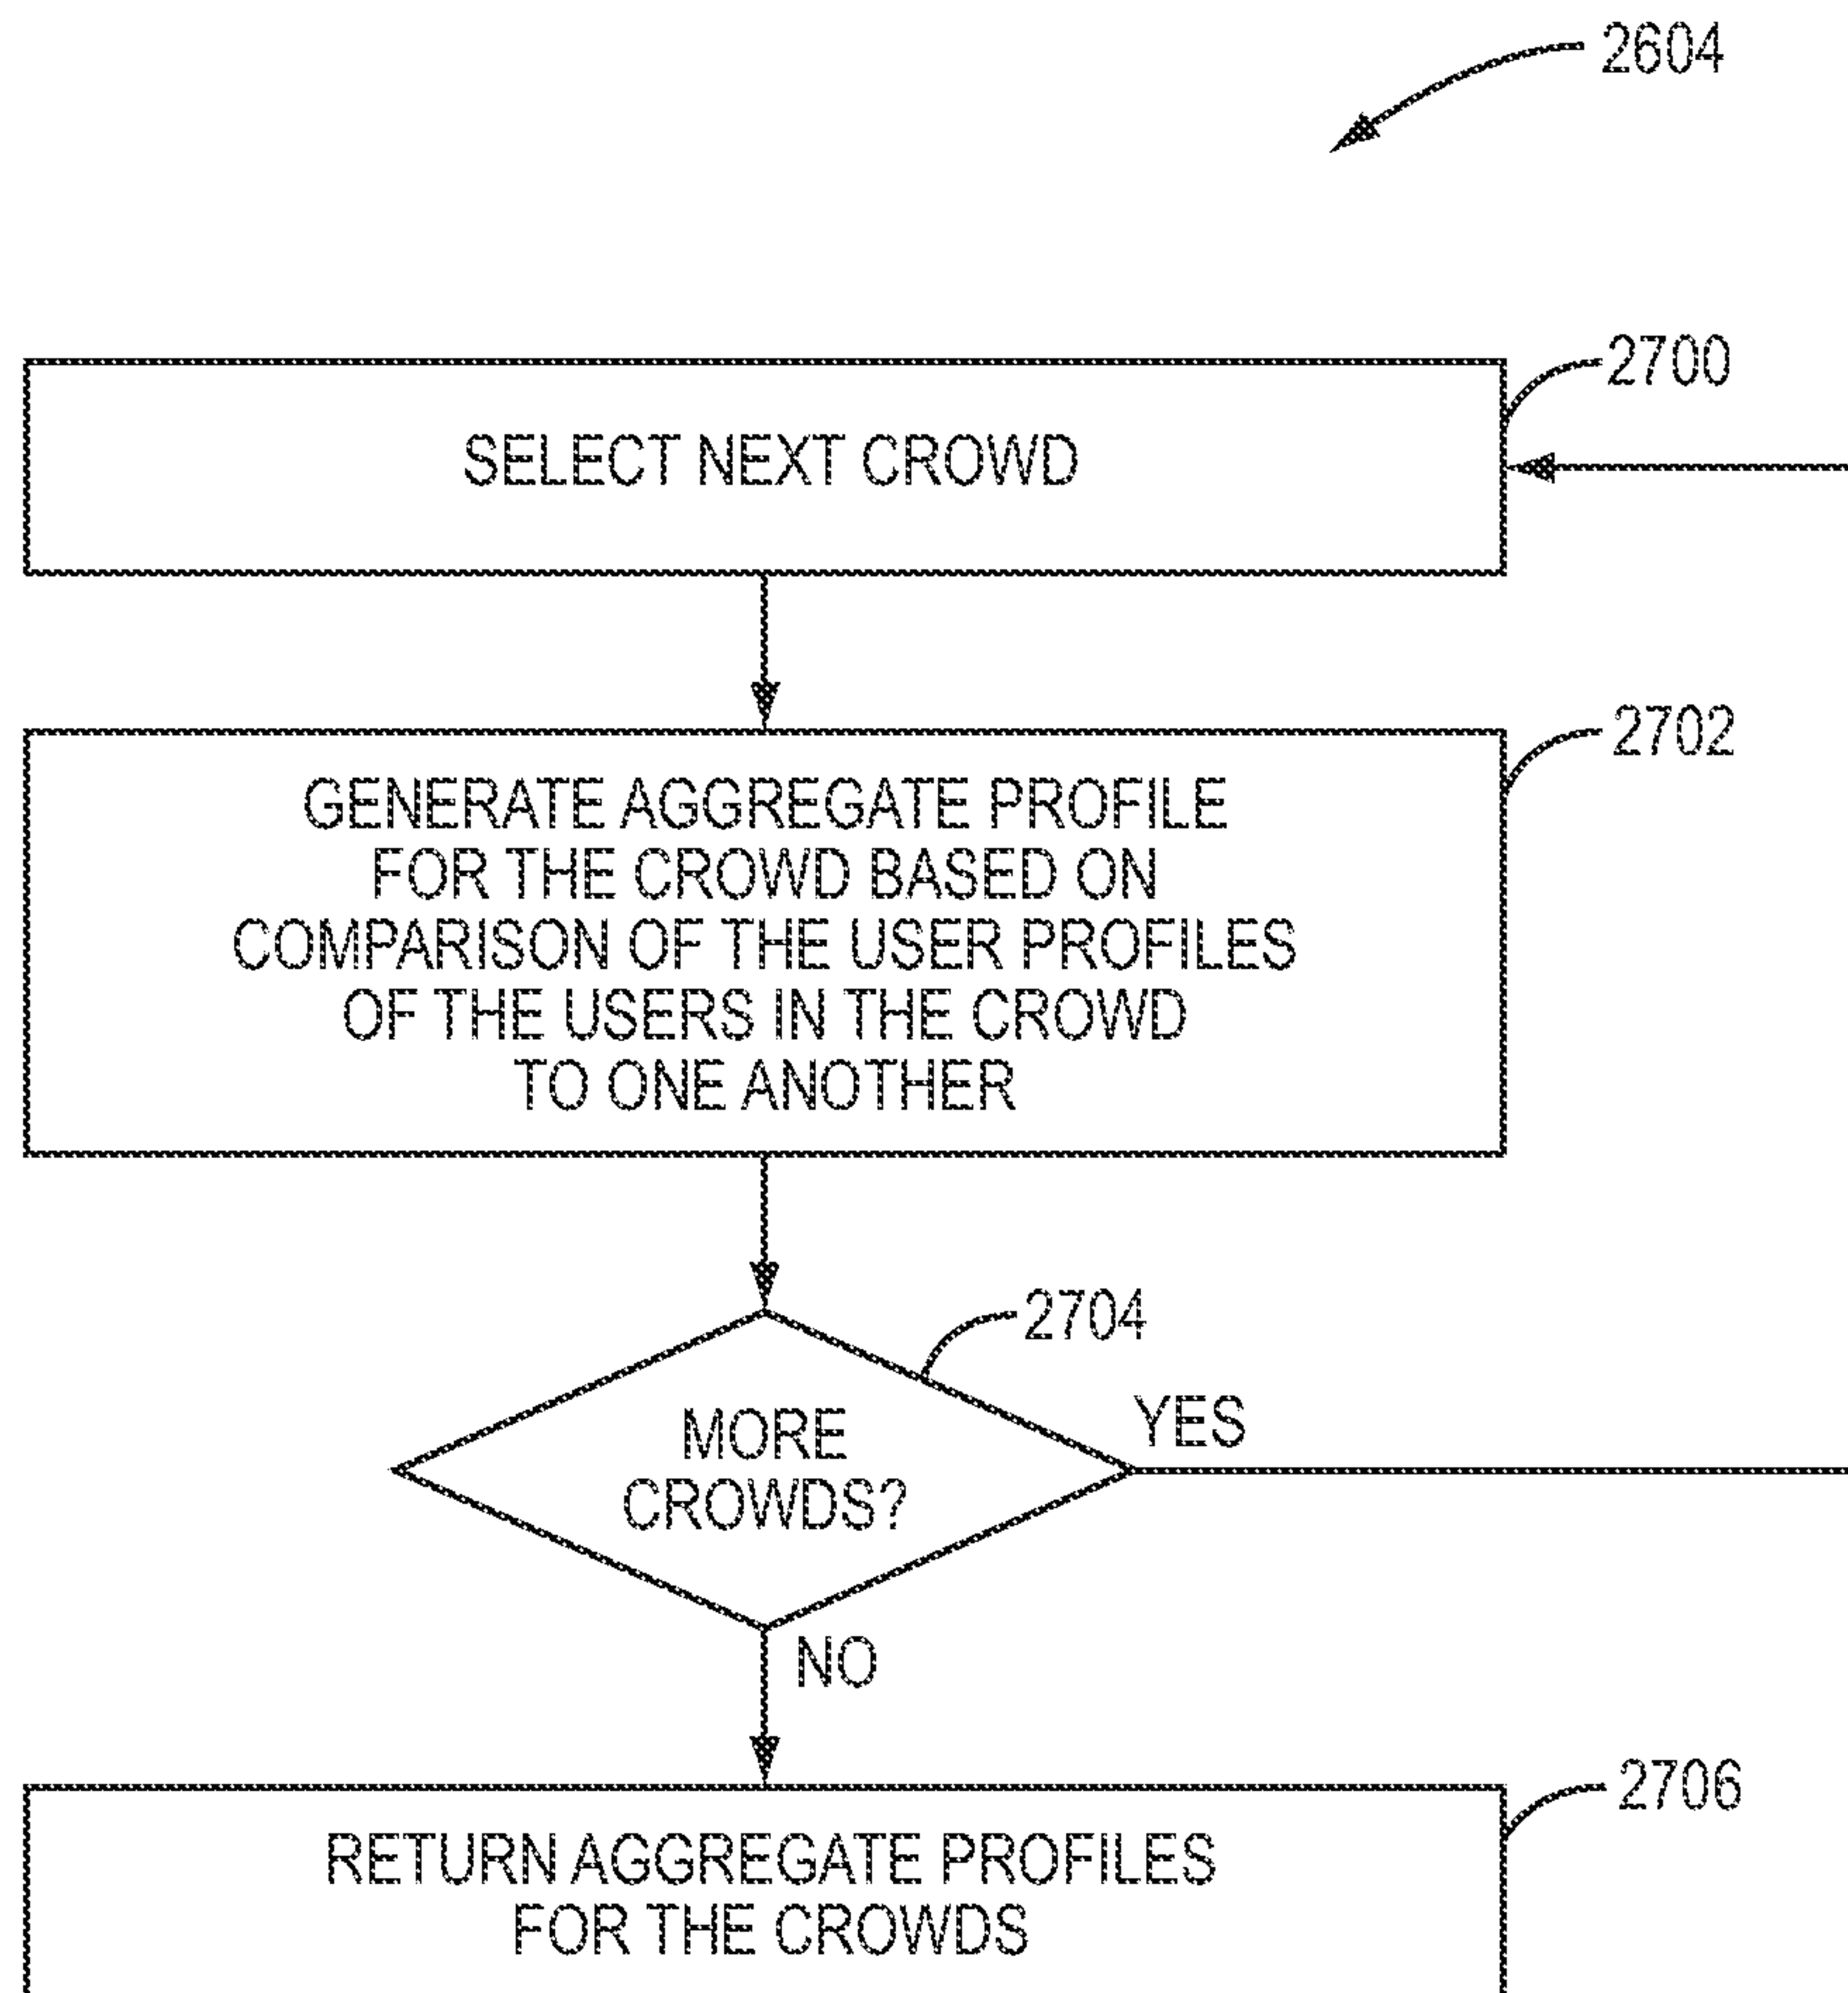 2604
2700
SELECT NEXT CROWD
2702
GENERATE AGGREGATE PROFILE
FOR THE CROWD BASED ON
COMPARISON OF THE USER PROFILES
OF THE USERS IN THE CROWD
TO ONE ANOTHER
2704
MORE
CROWDS?
YES
NO
2706
RETURN AGGREGATE PROFILES
FOR THE CROWDS